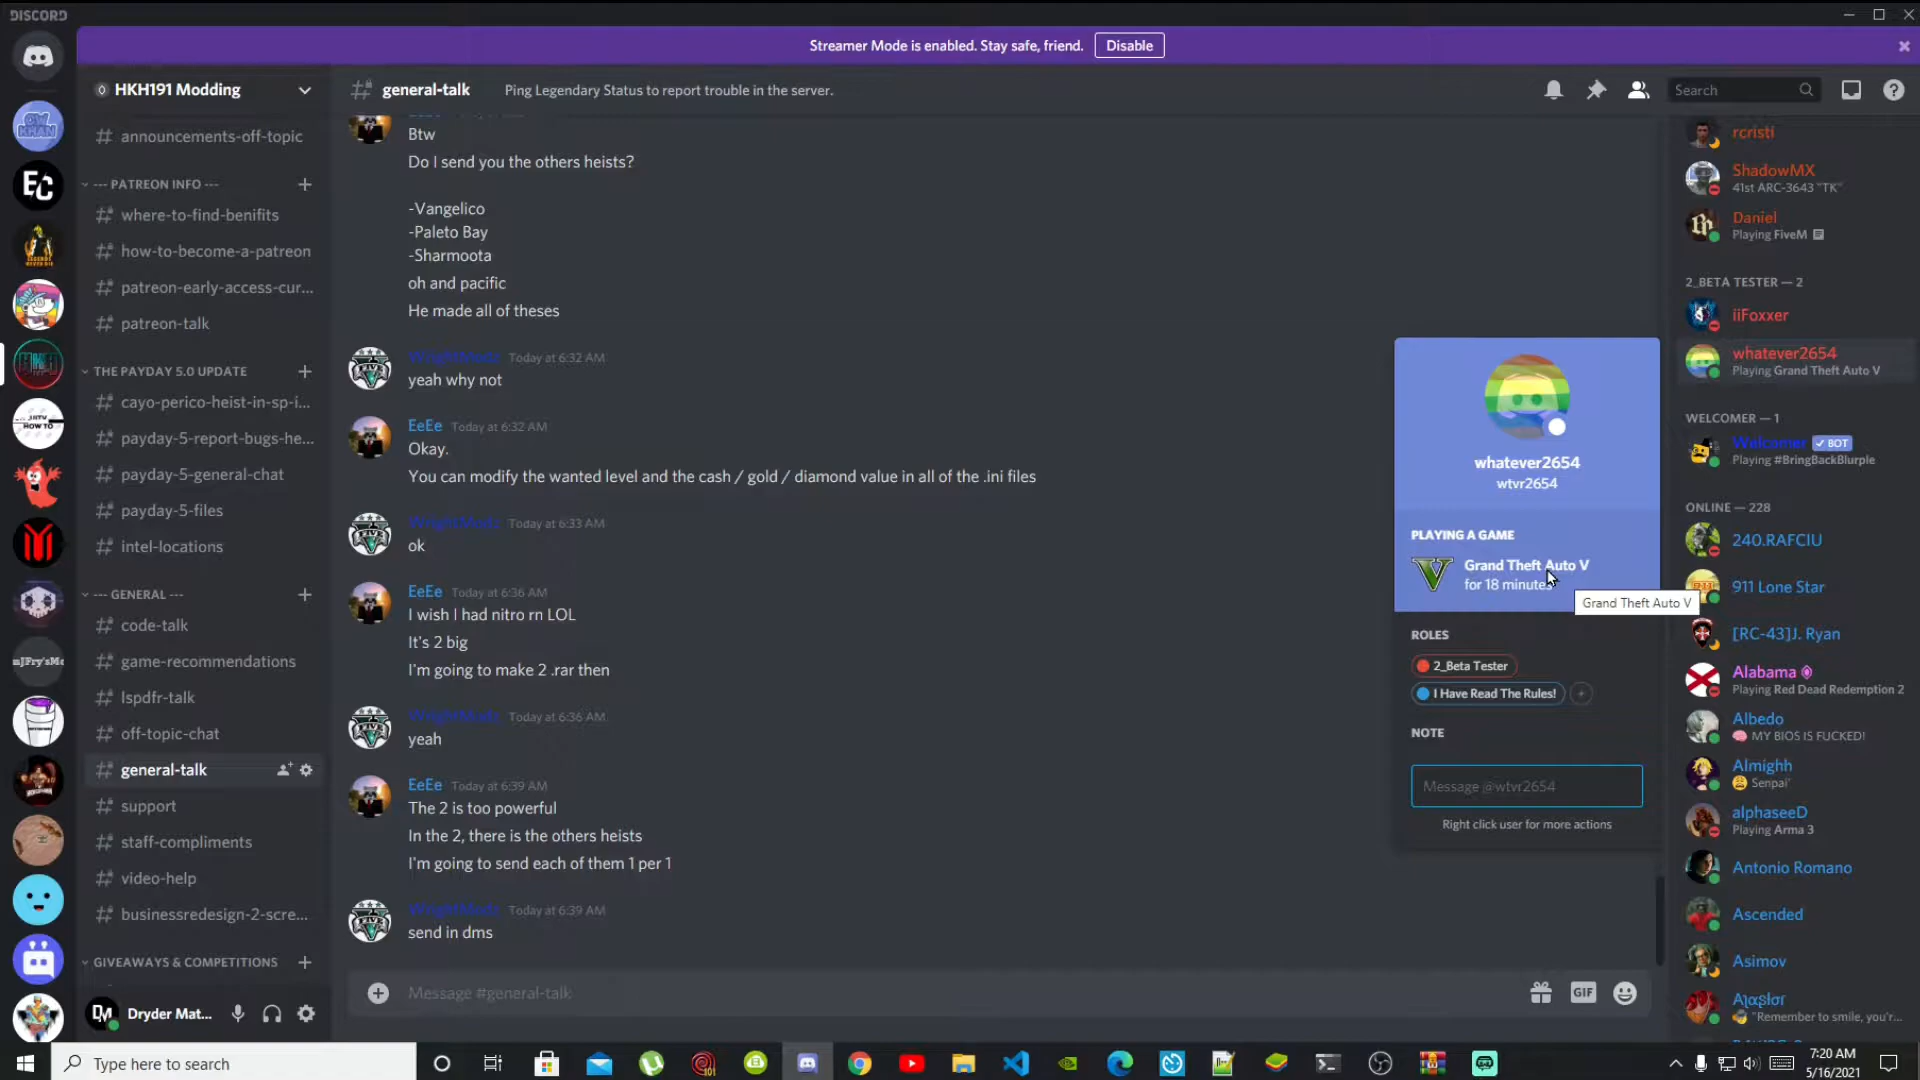 DISCORD
Streamer Mode is enabled. Stay safe, friend.
Disable
HKH191 Modding
announcements-off-topic
--- PATREON INFO ---
where-to-find-benifits
how-to-become-a-patreon
patreon-early-access-cur...
patreon-talk
THE PAYDAY 5.0 UPDATE
cayo-perico-heist-in-sp-i...
payday-5-report-bugs-he...
payday-5-general-chat
payday-5-files
intel-locations
--- GENERAL ---
code-talk
game-recommendations
lspdfr-talk
off-topic-chat
general-talk
support
staff-compliments
video-help
businessredesign-2-scre...
GIVEAWAYS & COMPETITIONS
Dryder Mat...
general-talk
Ping Legendary Status to report trouble in the server.
Search
Btw
Do I send you the others heists?
-Vangelico
-Paleto Bay
-Sharmoota
oh and pacific
He made all of theses
WrightModz Today at 6:32 AM
yeah why not
EeEe Today at 6:32 AM
Okay.
You can modify the wanted level and the cash / gold / diamond value in all of the .ini files
WrightModz Today at 6:33 AM
ok
EeEe Today at 6:36 AM
I wish I had nitro rn LOL
It's 2 big
I'm going to make 2 .rar then
WrightModz Today at 6:36 AM
yeah
EeEe Today at 6:39 AM
The 2 is too powerful
In the 2, there is the others heists
I'm going to send each of them 1 per 1
WrightModz Today at 6:39 AM
send in dms
Message #general-talk
GIF
whatever2654
wtvr2654
PLAYING A GAME
Grand Theft Auto V
for 18 minutes
Grand Theft Auto V
ROLES
2_Beta Tester
I Have Read The Rules!
NOTE
Message @wtvr2654
Right click user for more actions
rcristi
ShadowMX
41st ARC-3643 "TK"
Daniel
Playing FiveM
2_BETA TESTER — 2
iiFoxxer
whatever2654
Playing Grand Theft Auto V
WELCOMER — 1
Welcomer BOT
Playing #BringBackBlurple
ONLINE — 228
240.RAFCIU
911 Lone Star
[RC-43]J. Ryan
Alabama
Playing Red Dead Redemption 2
Albedo
MY BIOS IS FUCKED!
Almighh
Senpai'
alphaseeD
Playing Arma 3
Antonio Romano
Ascended
Asimov
"Remember to smile, you'r...
Type here to search
7:20 AM
5/16/2021